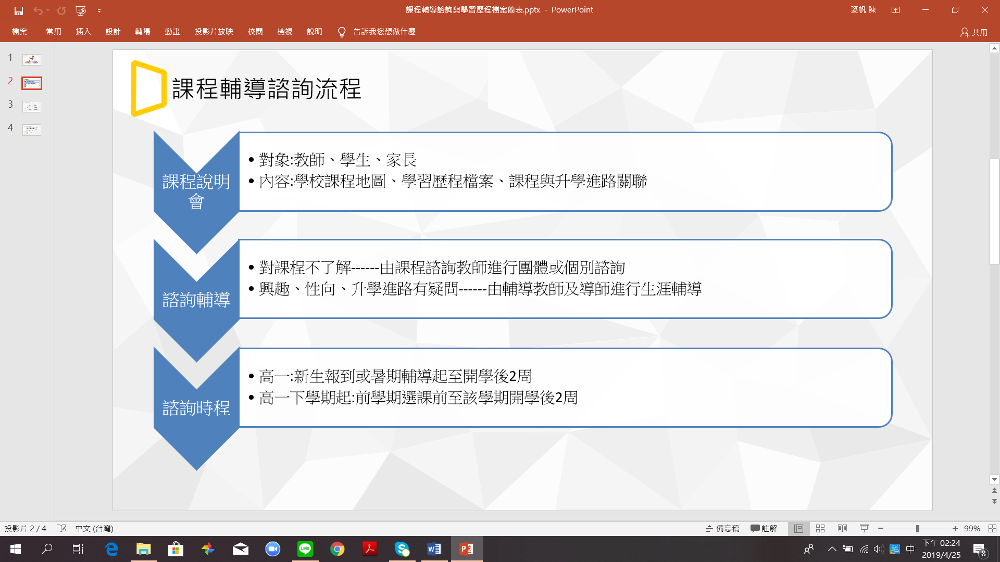 課程輔導諮詢與學習歷程檔案簡表.pptx - PowerPoint
姿帆 陳
檔案 常用 插入 設計 轉場 動畫 投影片放映 校閱 檢視 說明 告訴我您想做什麼
共用
1
2
3
4
課程輔導諮詢流程
課程說明
會
• 對象:教師、學生、家長
• 內容:學校課程地圖、學習歷程檔案、課程與升學進路關聯
諮詢輔導
• 對課程不了解------由課程諮詢教師進行團體或個別諮詢
• 興趣、性向、升學進路有疑問------由輔導教師及導師進行生涯輔導
諮詢時程
• 高一:新生報到或暑期輔導起至開學後2周
• 高一下學期起:前學期選課前至該學期開學後2周
投影片 2 / 4 中文 (台灣)
備忘稿 註解 99%
LINE
中
下午 02:24
2019/4/25
8